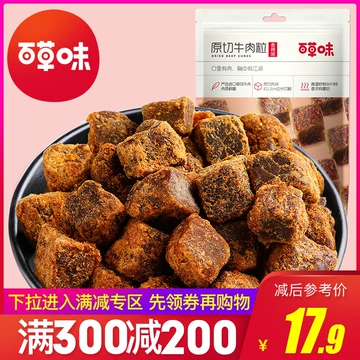 百草味
原切牛肉粒
DRIED BEEF CUBES
百草味
下拉进入满减专区 先领券再购物
满300减200
减后参考价
¥ 17.9